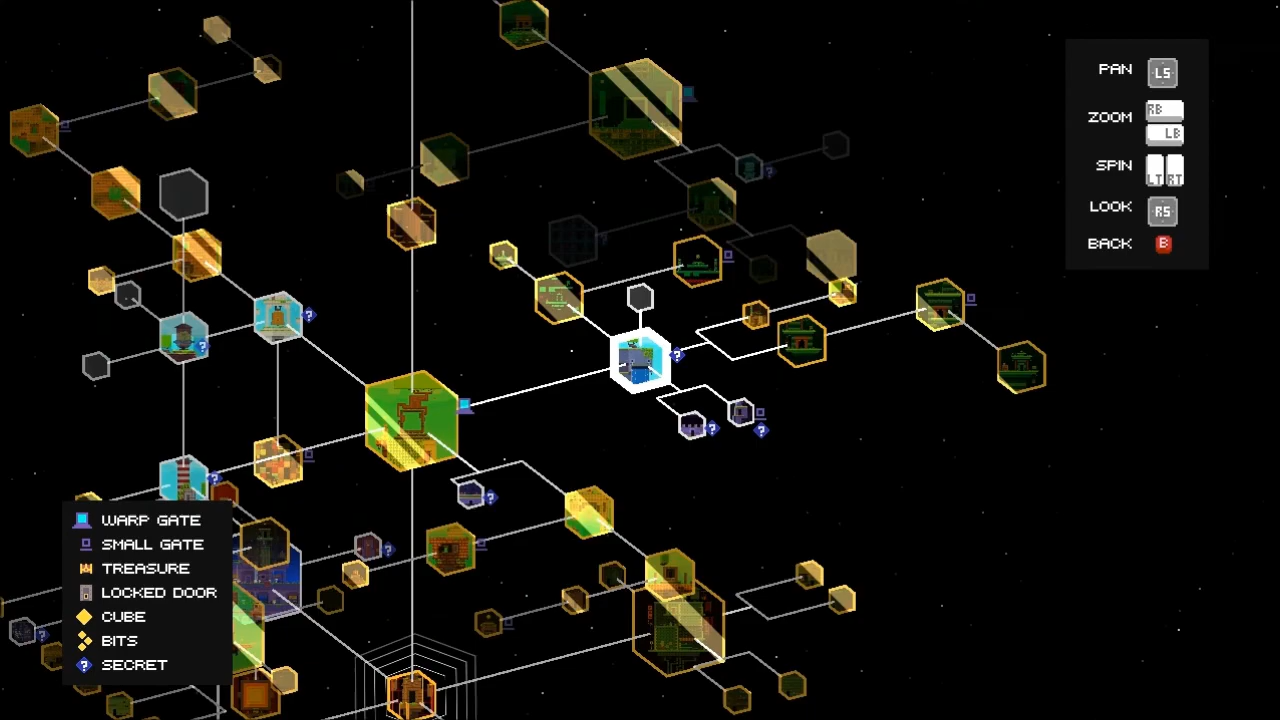 PAN LS
ZOOM RB
LB
SPIN LT RT
LOOK RS
BACK B
WARP GATE
SMALL GATE
TREASURE
LOCKED DOOR
CUBE
BITS
SECRET